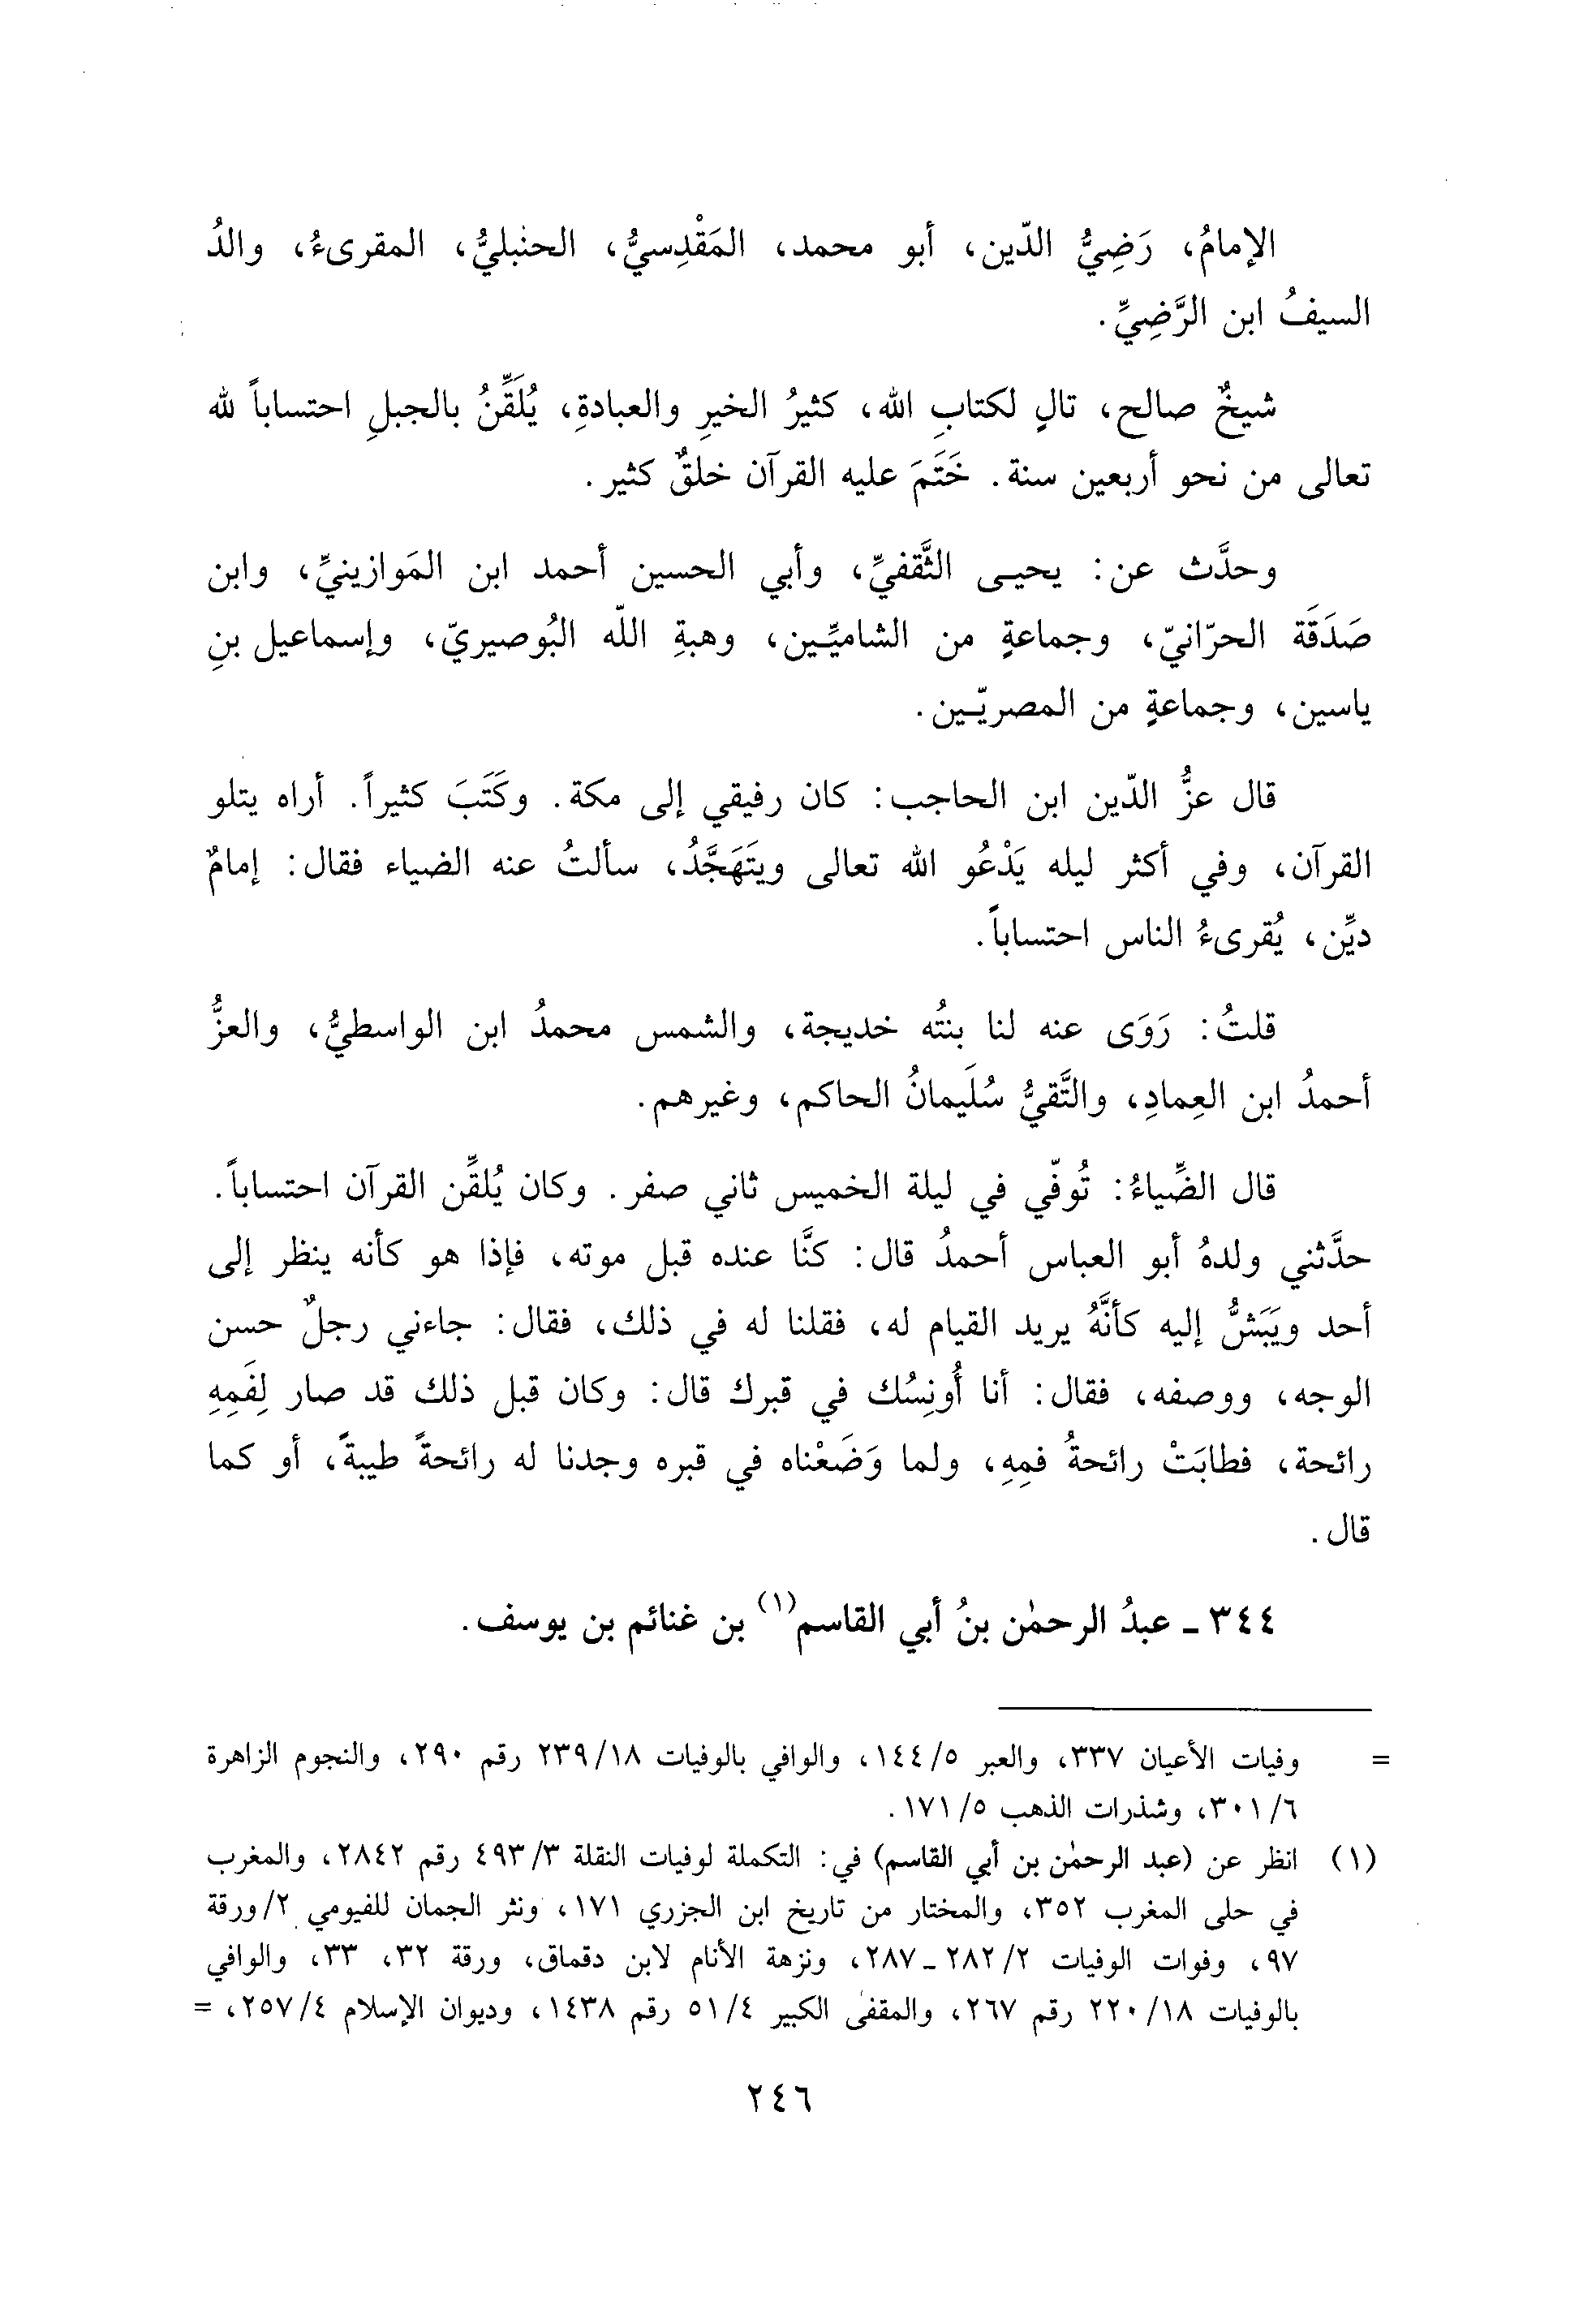 الإمامُ، رَضِيُّ الدّين، أبو محمد، المَقْدِسيُّ، الحنبليُّ، المقرىءُ، والدُ
السيفُ ابن الرَّضِيِّ.
شيخٌ صالح، تالٍ لكتابِ الله، كثيرُ الخيرِ والعبادةِ، يُلَقِّنُ بالجبلِ احتساباً لله
تعالى من نحو أربعين سنة. خَتَمَ عليه القرآن خلقٌ كثير.
وحدَّث عن: يحيـى الثَّقفيِّ، وأبي الحسين أحمد ابن المَوازينيِّ، وابن
صَدَقَة الحرّانيّ، وجماعةٍ من الشاميِّـين، وهبةِ اللّه البُوصيريّ، وإسماعيل بنِ
ياسين، وجماعةٍ من المصريّـين.
قال عزُّ الدّين ابن الحاجب: كان رفيقي إلى مكة. وكَتَبَ كثيراً. أراه يتلو
القرآن، وفي أكثر ليله يَدْعُو الله تعالى ويتَهَجَّدُ، سألتُ عنه الضياء فقال: إمامٌ
ديِّن، يُقرىءُ الناس احتساباً.
قلتُ: رَوَى عنه لنا بنتُه خديجة، والشمس محمدُ ابن الواسطيُّ، والعزُّ
أحمدُ ابن العِمادِ، والتَّقيُّ سُلَيمانُ الحاكم، وغيرهم.
قال الضِّياءُ: تُوفّي في ليلة الخميس ثاني صفر. وكان يُلقِّن القرآن احتساباً.
حدَّثني ولدهُ أبو العباس أحمدُ قال: كنَّا عنده قبل موته، فإذا هو كأنه ينظر إلى
أحد ويَبَشُّ إليه كأنَّهُ يريد القيام له، فقلنا له في ذلك، فقال: جاءني رجلٌ حسن
الوجه، ووصفه، فقال: أنا أُونِسُك في قبرك قال: وكان قبل ذلك قد صار لِفَمِهِ
رائحة، فطابَتْ رائحةُ فمِهِ، ولما وَضَعْناه في قبره وجدنا له رائحةً طيبةً، أو كما
قال.
٣٤٤ - عبدُ الرحمٰن بنُ أبي القاسم(١) بن غنائم بن يوسف.
= وفيات الأعيان ٣٣٧، والعبر ٥/١٤٤، والوافي بالوفيات ١٨/٢٣٩ رقم ٢٩٠، والنجوم الزاهرة
٦/٣٠١، وشذرات الذهب ٥/١٧١.
(١) انظر عن (عبد الرحمٰن بن أبي القاسم) في: التكملة لوفيات النقلة ٣/٤٩٣ رقم ٢٨٤٢، والمغرب
في حلى المغرب ٣٥٢، والمختار من تاريخ ابن الجزري ١٧١، ونثر الجمان للفيومي ٢/ورقة
٩٧، وفوات الوفيات ٢/٢٨٢ - ٢٨٧، ونزهة الأنام لابن دقماق، ورقة ٣٢، ٣٣، والوافي
بالوفيات ١٨/٢٢٠ رقم ٢٦٧، والمقفى الكبير ٤/٥١ رقم ١٤٣٨، وديوان الإسلام ٤/٢٥٧، =
٢٤٦